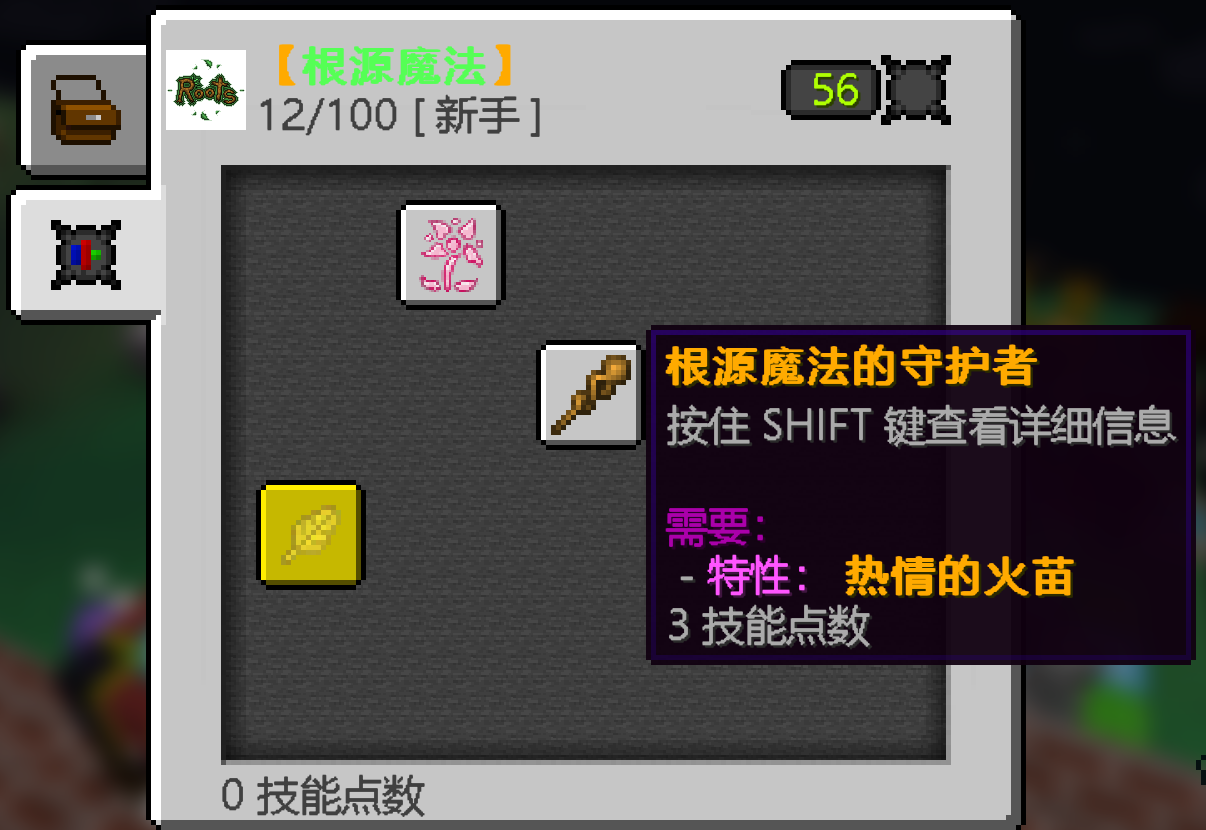 Roots
【根源魔法】
12/100 [ 新手 ]
56
根源魔法的守护者
按住 SHIFT 键查看详细信息
需要:
- 特性: 热情的火苗
3 技能点数
0 技能点数